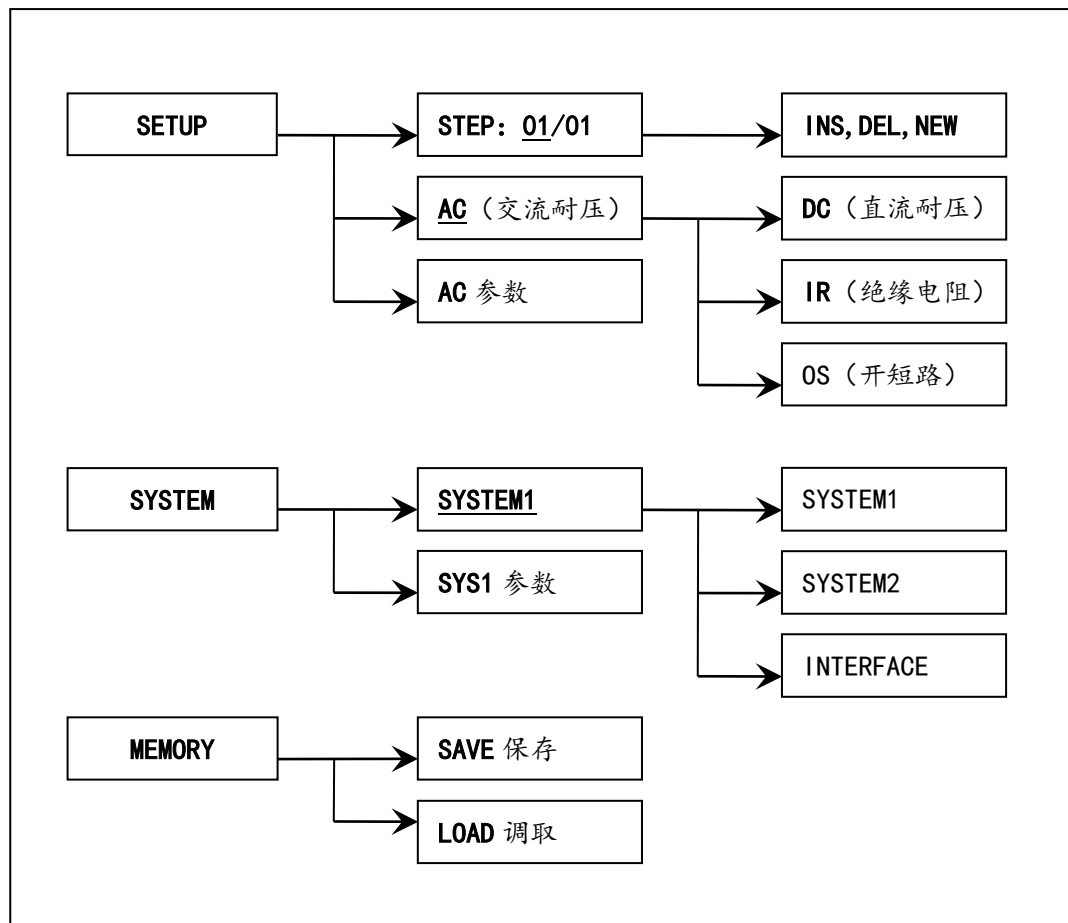 SETUP
STEP: 01/01
INS,DEL,NEW
AC（交流耐压）
DC（直流耐压）
AC 参数
IR（绝缘电阻）
OS（开短路）
SYSTEM
SYSTEM1
SYSTEM1
SYS1 参数
SYSTEM2
INTERFACE
MEMORY
SAVE 保存
LOAD 调取